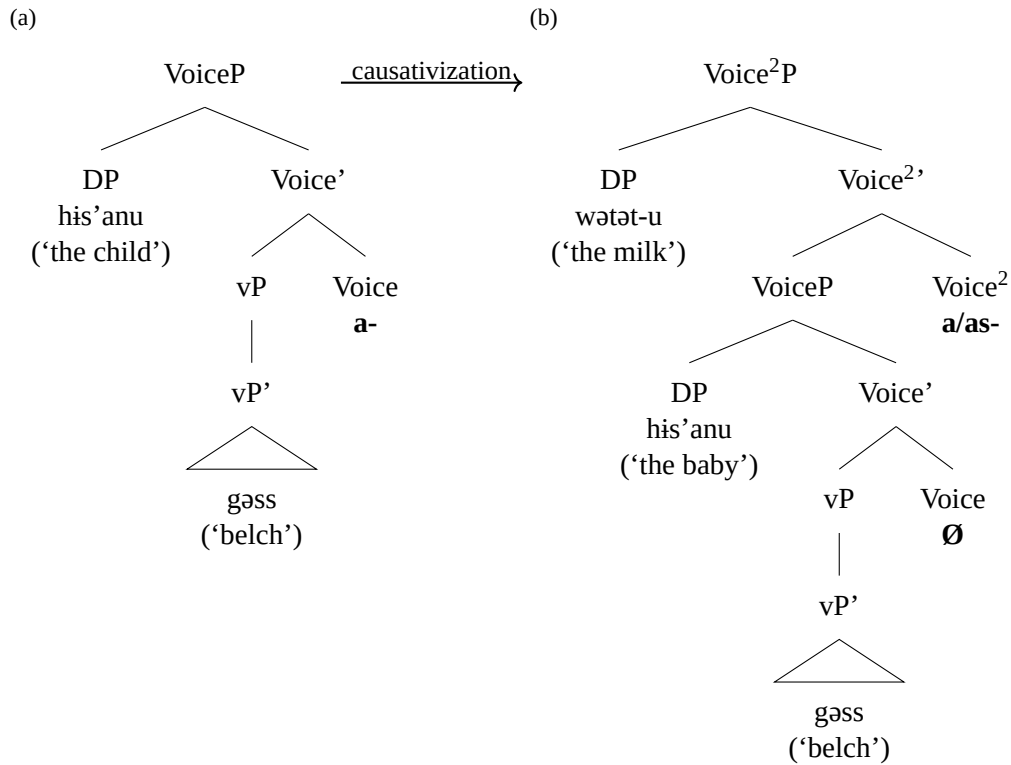 (a)
(b)
VoiceP
causativization
Voice²P
DP
hɨs’anu
(‘the child’)
Voice’
DP
wətət-u
(‘the milk’)
Voice²’
vP
Voice
a-
VoiceP
Voice²
a/as-
vP’
DP
hɨs’anu
(‘the baby’)
Voice’
gəss
(‘belch’)
vP
Voice
Ø
vP’
gəss
(‘belch’)